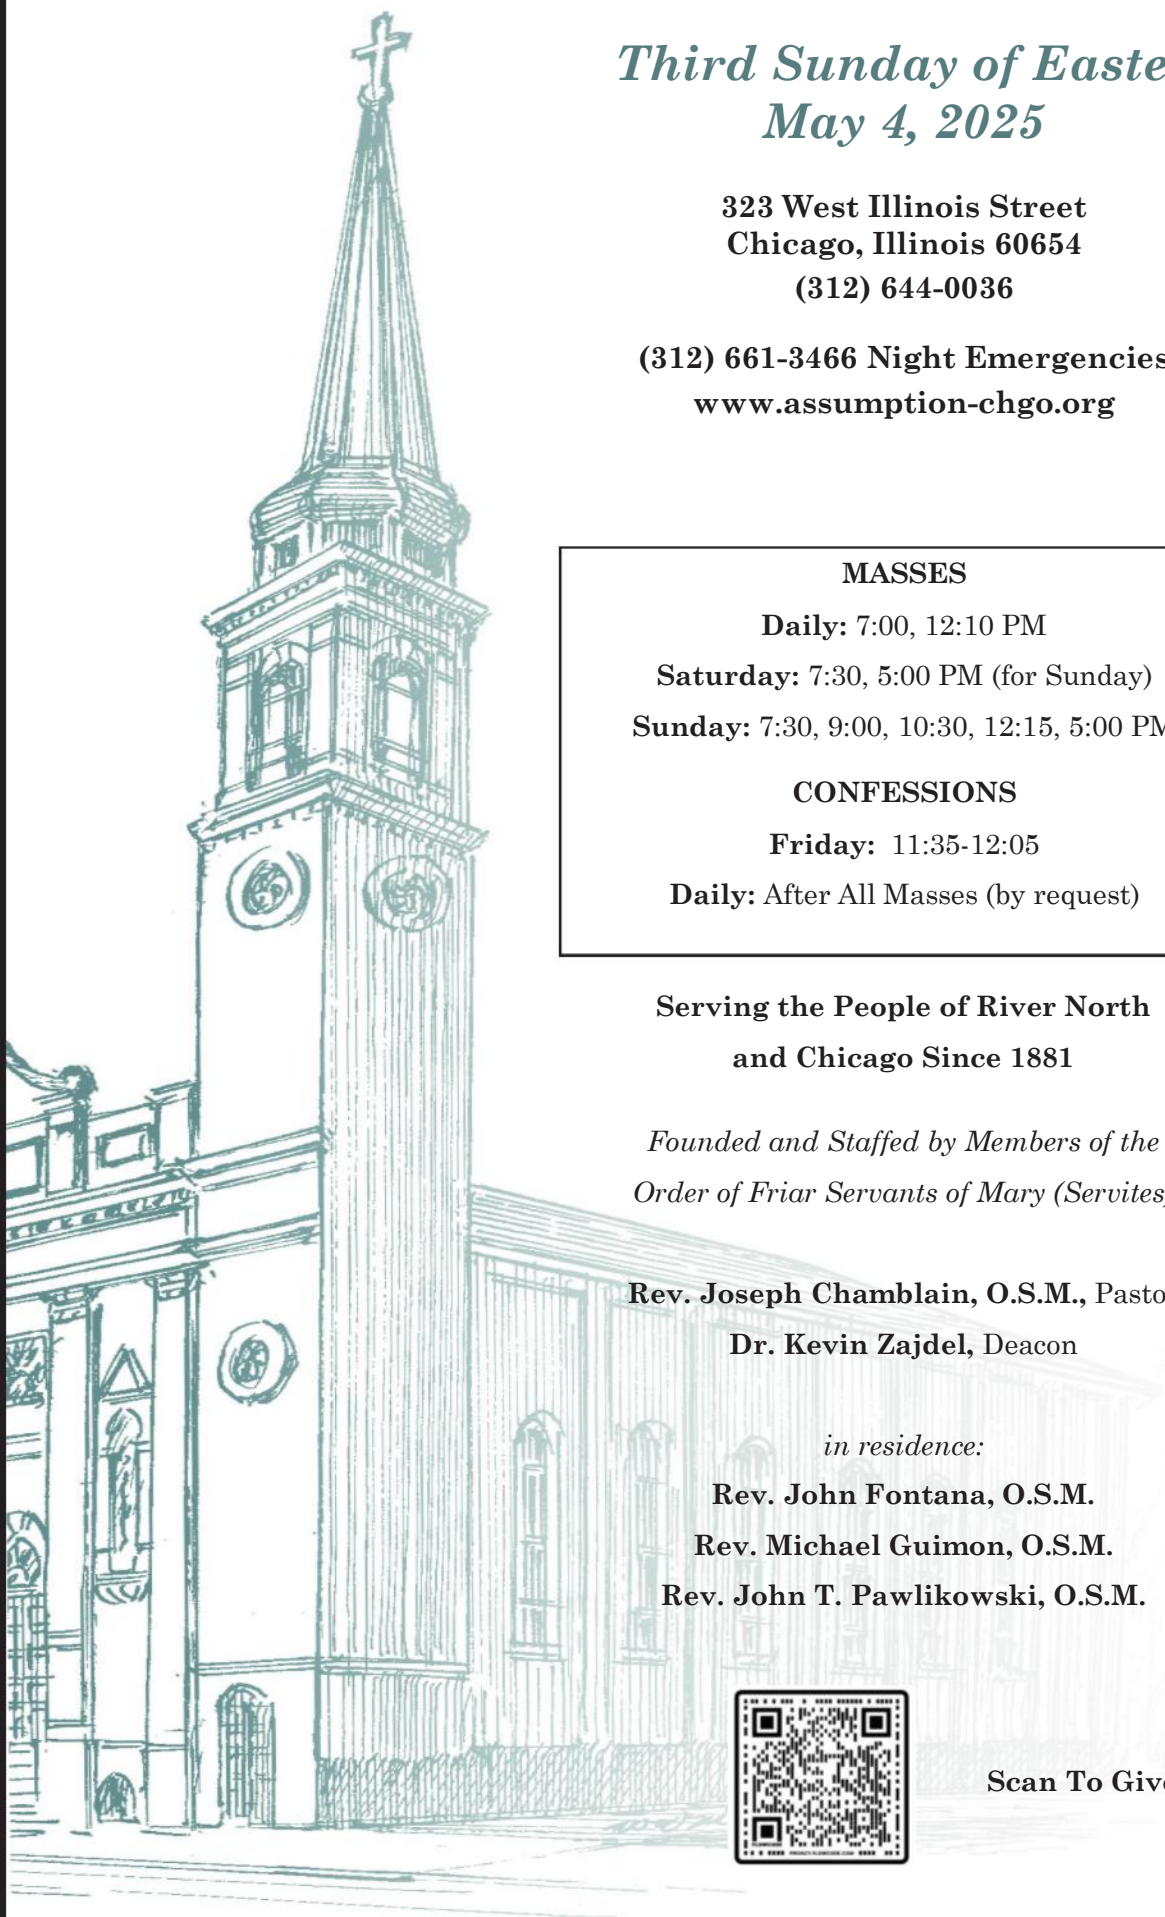 Third Sunday of Easte
May 4, 2025
323 West Illinois Street
Chicago, Illinois 60654
(312) 644-0036
(312) 661-3466 Night Emergencies
www.assumption-chgo.org
MASSES
Daily: 7:00, 12:10 PM
Saturday: 7:30, 5:00 PM (for Sunday)
Sunday: 7:30, 9:00, 10:30, 12:15, 5:00 PM
CONFESSIONS
Friday: 11:35-12:05
Daily: After All Masses (by request)
Serving the People of River North
and Chicago Since 1881
Founded and Staffed by Members of the
Order of Friar Servants of Mary (Servites)
Rev. Joseph Chamblain, O.S.M., Pasto
Dr. Kevin Zajdel, Deacon
in residence:
Rev. John Fontana, O.S.M.
Rev. Michael Guimon, O.S.M.
Rev. John T. Pawlikowski, O.S.M.
Scan To Give